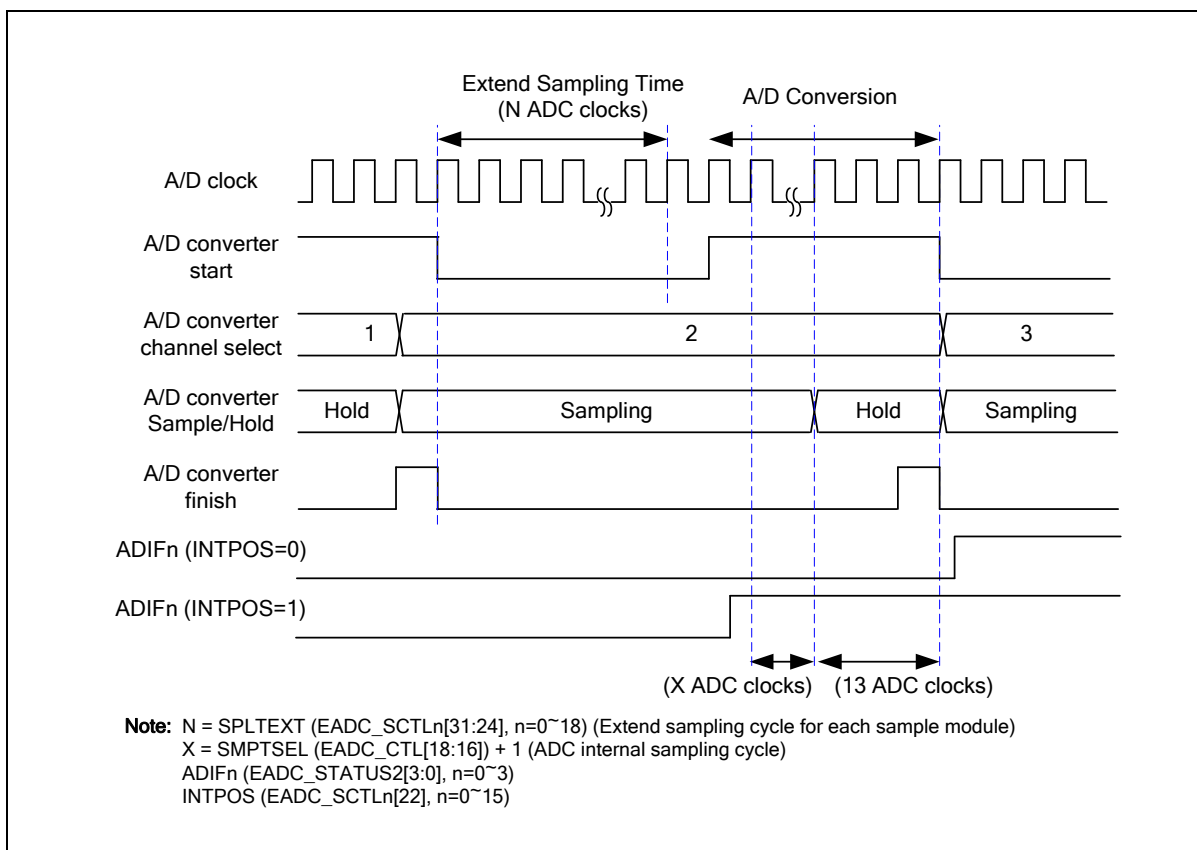 Extend Sampling Time
(N ADC clocks)
A/D Conversion
A/D clock
A/D converter
start
A/D converter
channel select
1
2
3
A/D converter
Sample/Hold
Hold
Sampling
Hold
Sampling
A/D converter
finish
ADIFn (INTPOS=0)
ADIFn (INTPOS=1)
(X ADC clocks)
(13 ADC clocks)
Note: N = SPLTEXT (EADC_SCTLn[31:24], n=0~18) (Extend sampling cycle for each sample module)
X = SMPTSEL (EADC_CTL[18:16]) + 1 (ADC internal sampling cycle)
ADIFn (EADC_STATUS2[3:0], n=0~3)
INTPOS (EADC_SCTLn[22], n=0~15)